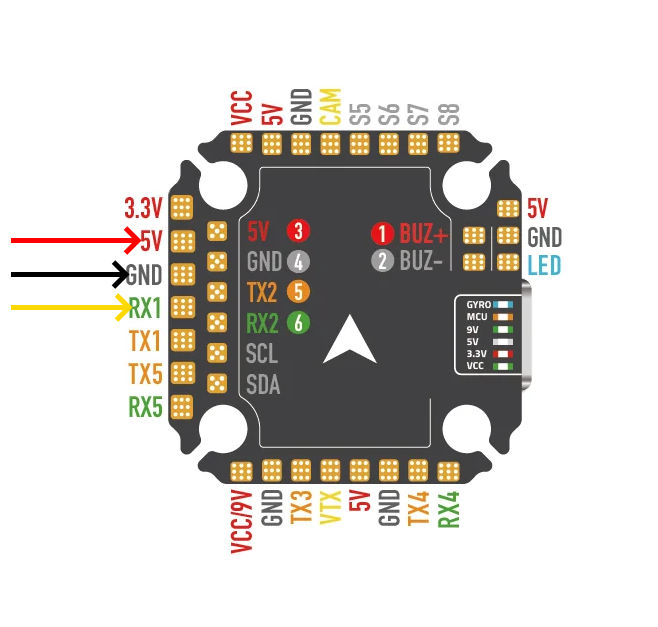 VCC
5V
GND
CAM
S5
S6
S7
S8
3.3V
5V
GND
RX1
TX1
TX5
RX5
5V 3
GND 4
TX2 5
RX2 6
SCL
SDA
1 BUZ+
2 BUZ-
5V
GND
LED
GYRO
MCU
9V
5V
3.3V
VCC
VCC/9V
GND
TX3
VTX
5V
GND
TX4
RX4